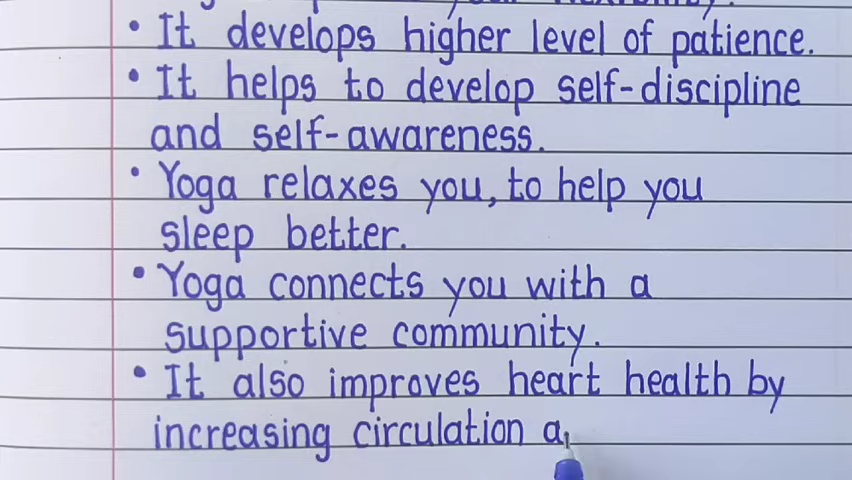 • It develops higher level of patience.
• It helps to develop self-discipline
and self-awareness.
• Yoga relaxes you, to help you
sleep better.
• Yoga connects you with a
supportive community.
• It also improves heart health by
increasing circulation a